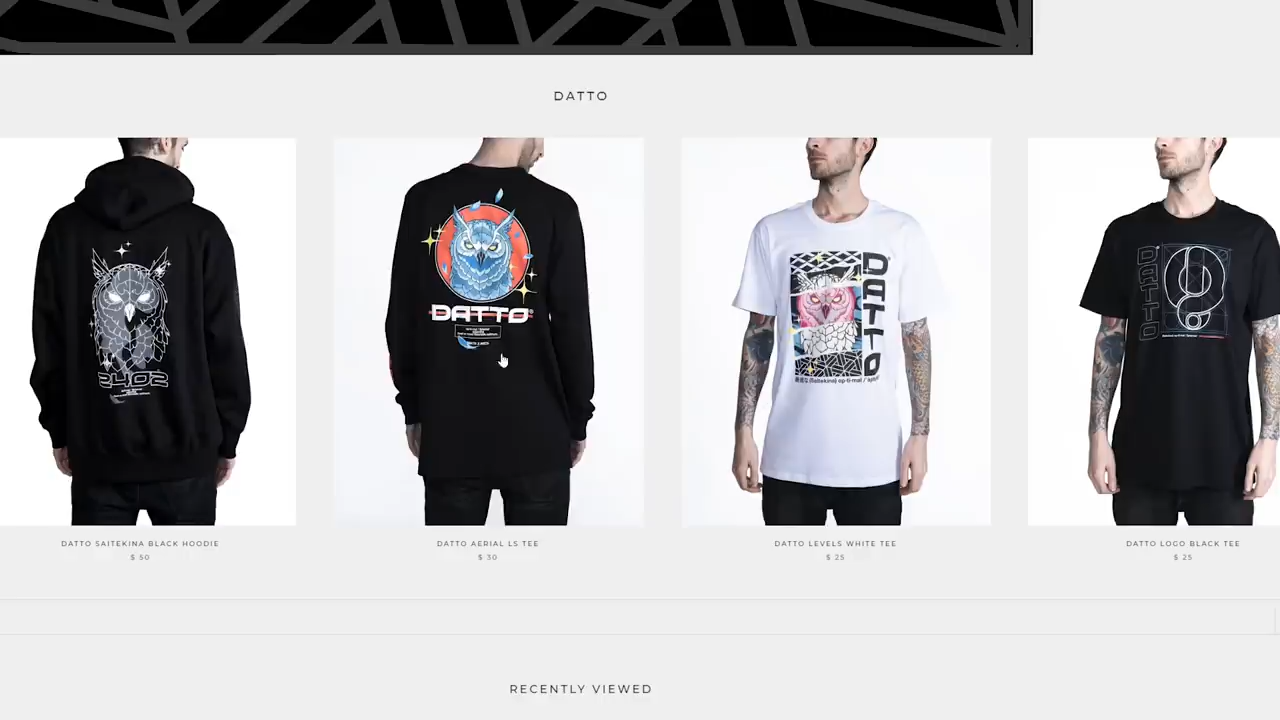 DATTO
2402
DATTO
DATTO
DATTO
DATTO SAITEKINA BLACK HOODIE
$ 50
DATTO AERIAL LS TEE
$ 30
DATTO LEVELS WHITE TEE
$ 25
DATTO LOGO BLACK TEE
$ 25
RECENTLY VIEWED